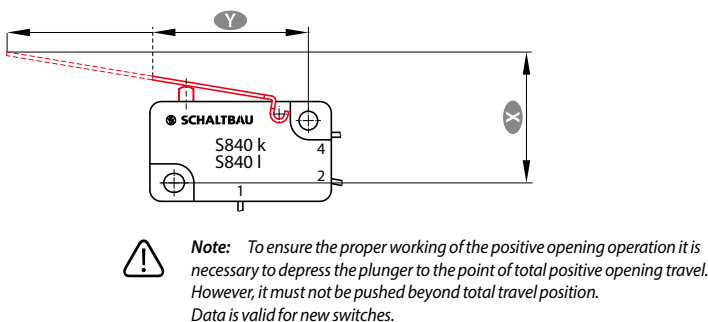 Y
X
SCHALTBAU
S840 k
S840 l
4
2
1
Note: To ensure the proper working of the positive opening operation it is
necessary to depress the plunger to the point of total positive opening travel.
However, it must not be pushed beyond total travel position.
Data is valid for new switches.